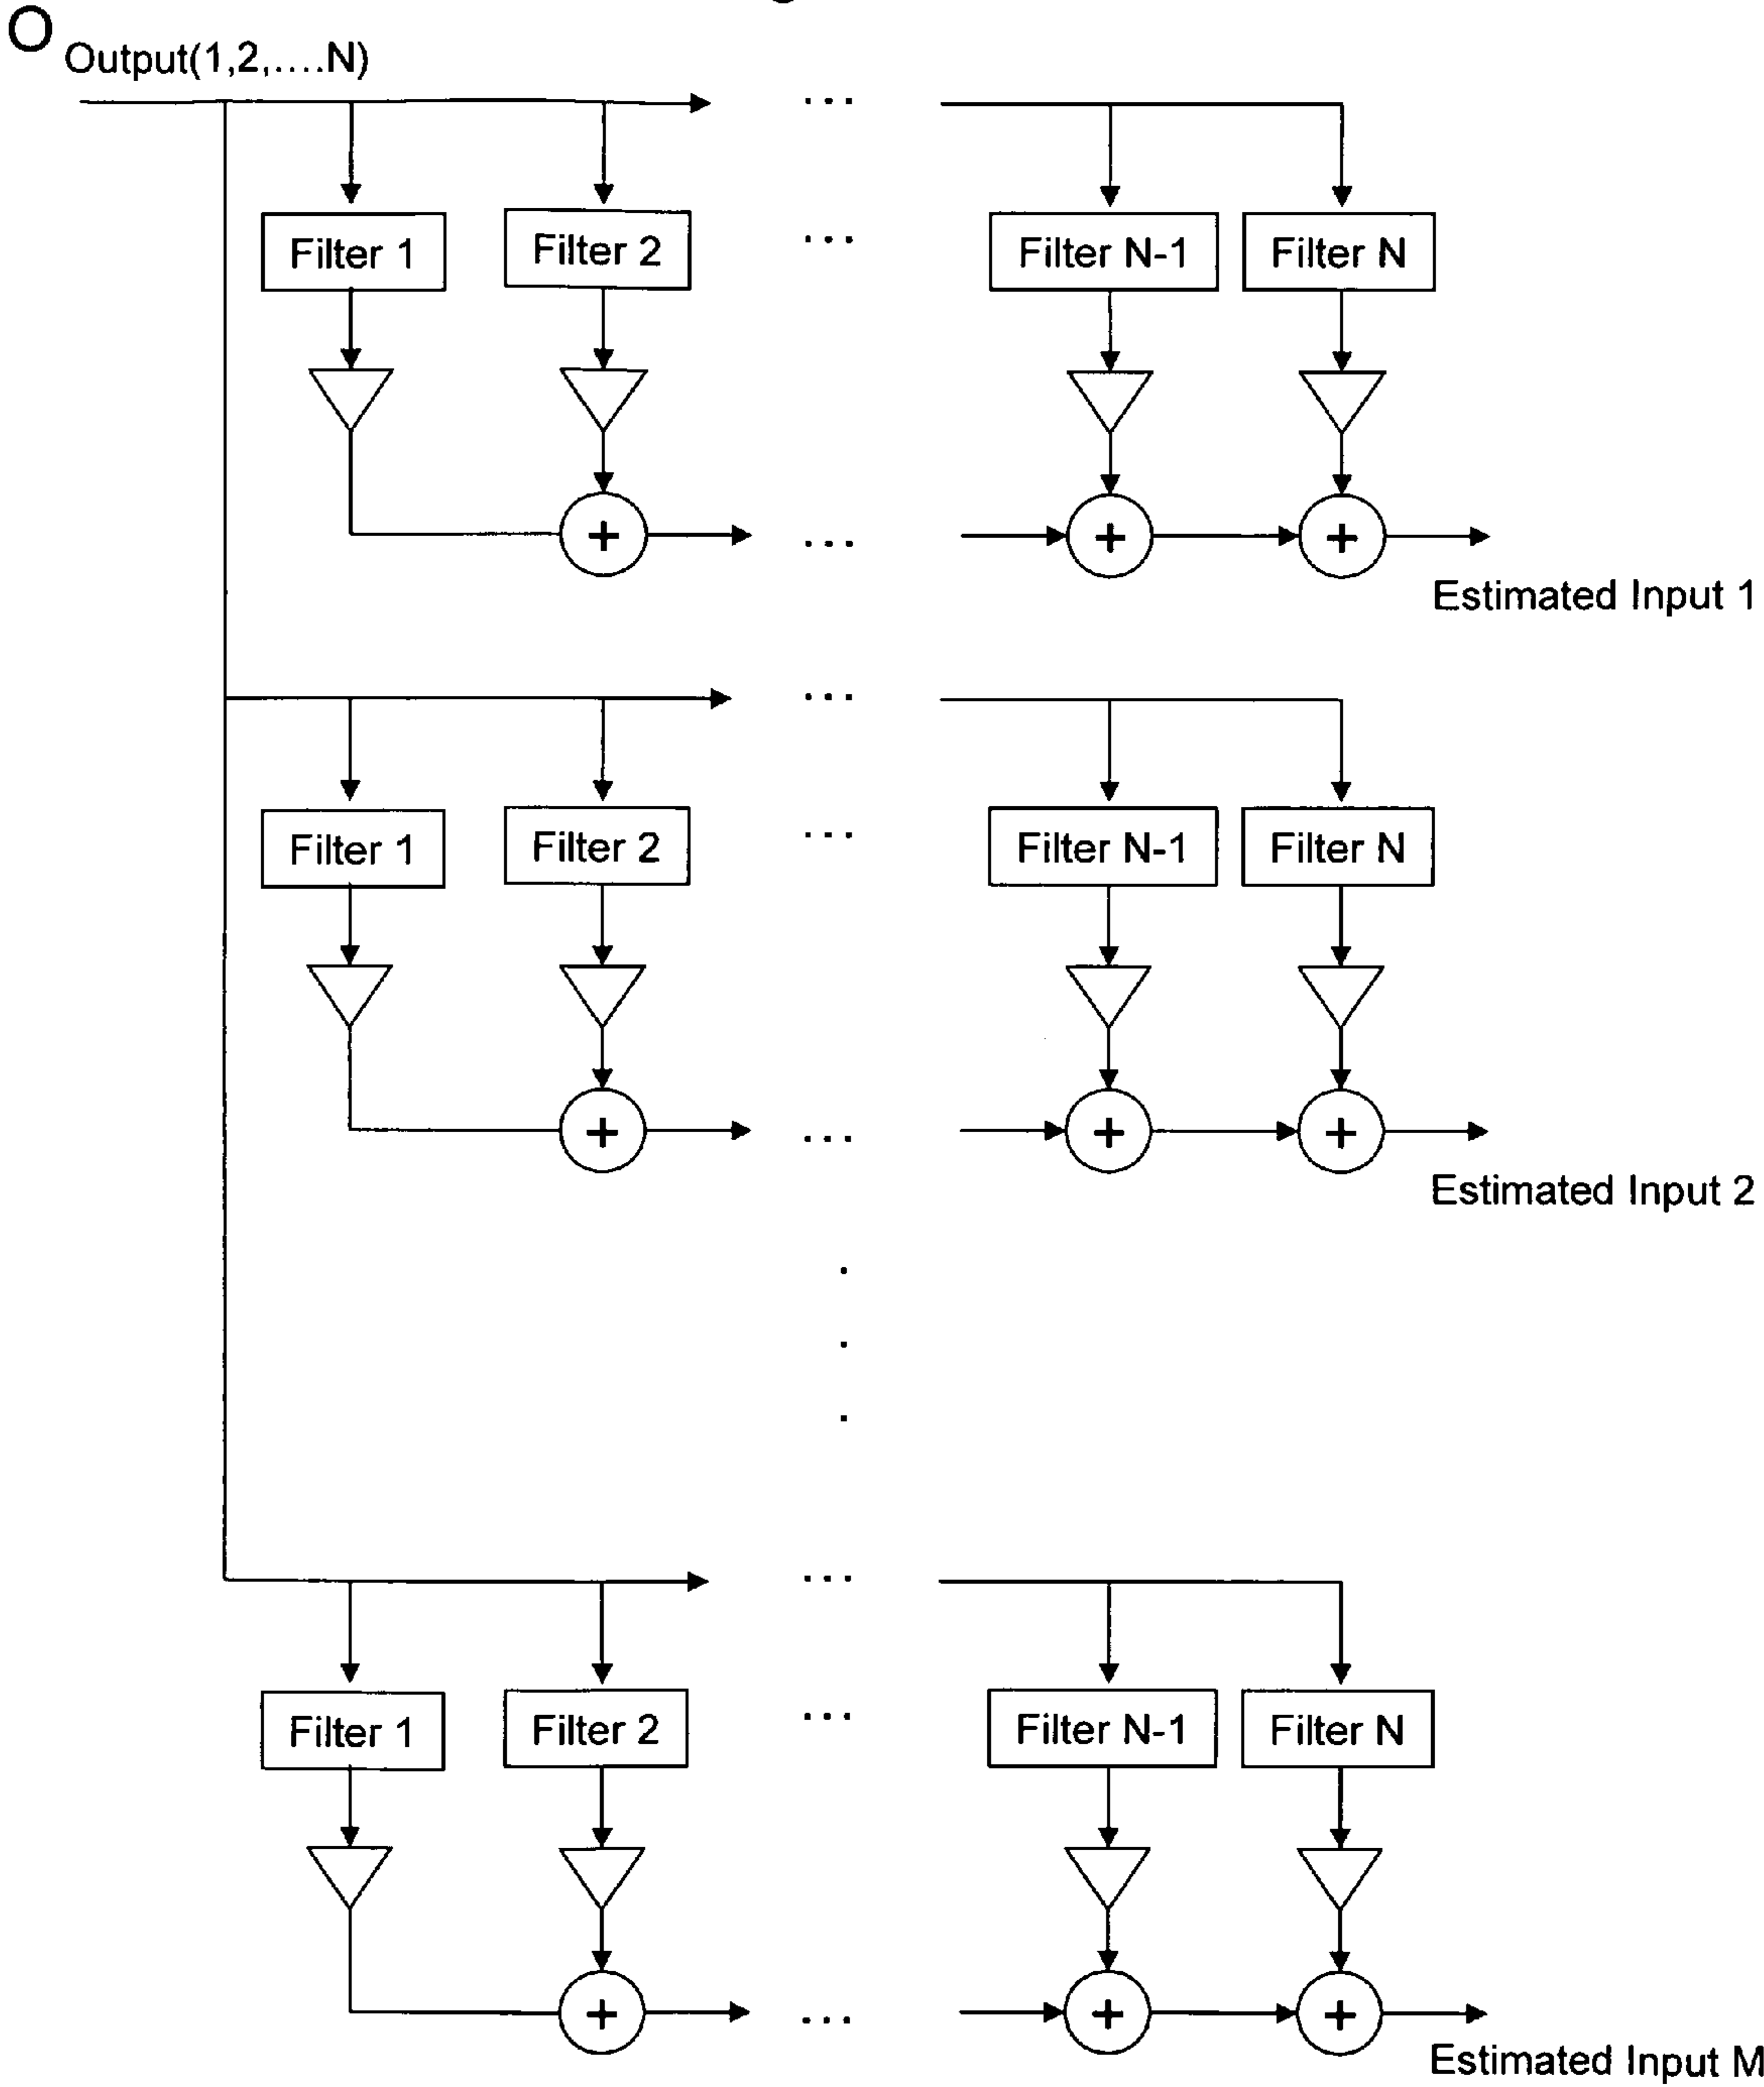 O
Output(1,2,....N)
...
Filter 1 Filter 2 ... Filter N-1 Filter N
+ ... + +
Estimated Input 1
...
Filter 1 Filter 2 ... Filter N-1 Filter N
+ ... + +
Estimated Input 2
.
.
.
...
Filter 1 Filter 2 ... Filter N-1 Filter N
+ ... + +
Estimated Input M